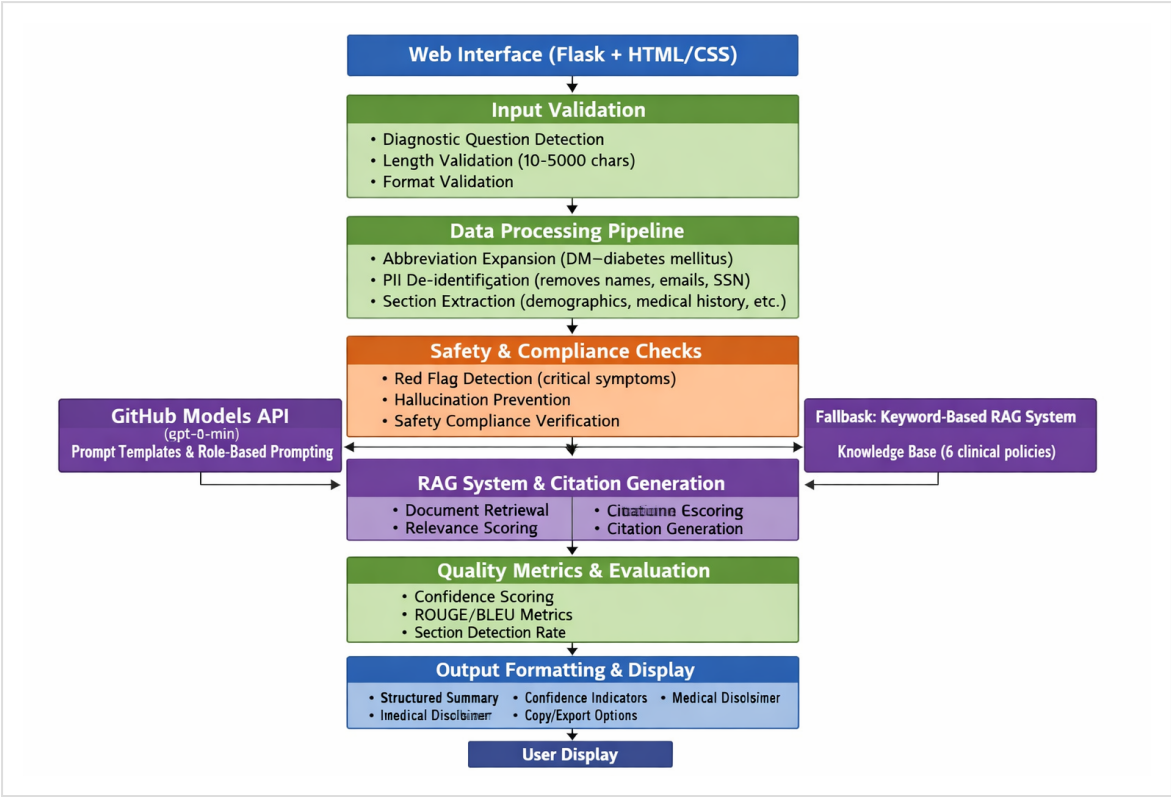 Web Interface (Flask + HTML/CSS)
Input Validation
• Diagnostic Question Detection
• Length Validation (10-5000 chars)
• Format Validation
Data Processing Pipeline
• Abbreviation Expansion (DM–diabetes mellitus)
• PII De-identification (removes names, emails, SSN)
• Section Extraction (demographics, medical history, etc.)
Safety & Compliance Checks
• Red Flag Detection (critical symptoms)
• Hallucination Prevention
• Safety Compliance Verification
GitHub Models API
(gpt-o-min)
Prompt Templates & Role-Based Prompting
Fallbask: Keyword-Based RAG System
Knowledge Base (6 clinical policies)
RAG System & Citation Generation
• Document Retriewal
• Relevance Scoring
• Escoring
• Citation Generation
Quality Metrics & Evaluation
• Confidence Scoring
• ROUGE/BLEU Metrics
• Section Detection Rate
Output Formatting & Display
• Structured Summary • Confidence Indicators • Medical Disolsimer
• Imedical • Copy/Export Options
User Display